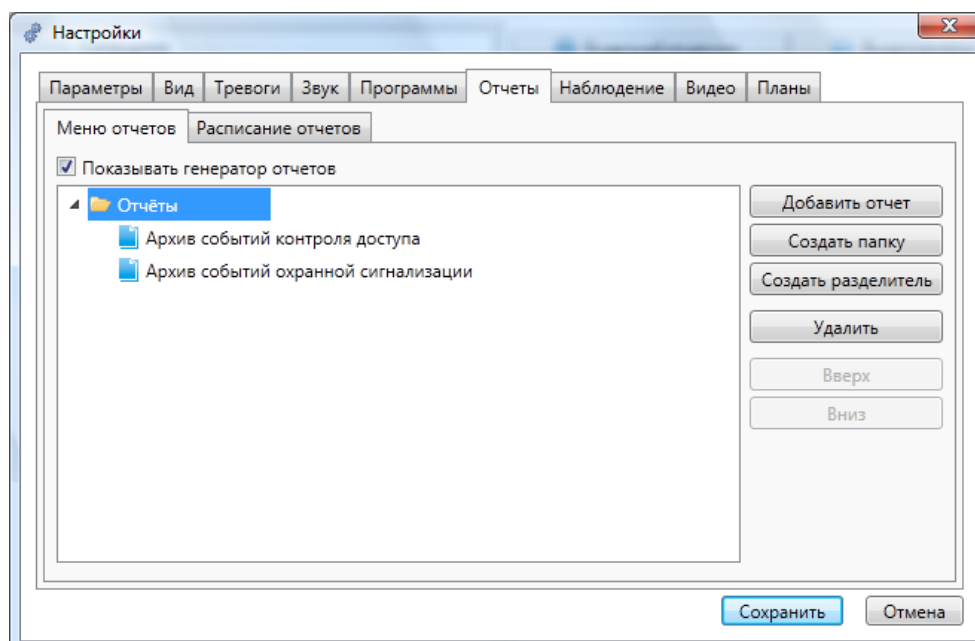 Настройки
Параметры Вид Тревоги Звук Программы Отчеты Наблюдение Видео Планы
Меню отчетов Расписание отчетов
Показывать генератор отчетов
Отчёты
Архив событий контроля доступа
Архив событий охранной сигнализации
Добавить отчет
Создать папку
Создать разделитель
Удалить
Вверх
Вниз
Сохранить Отмена